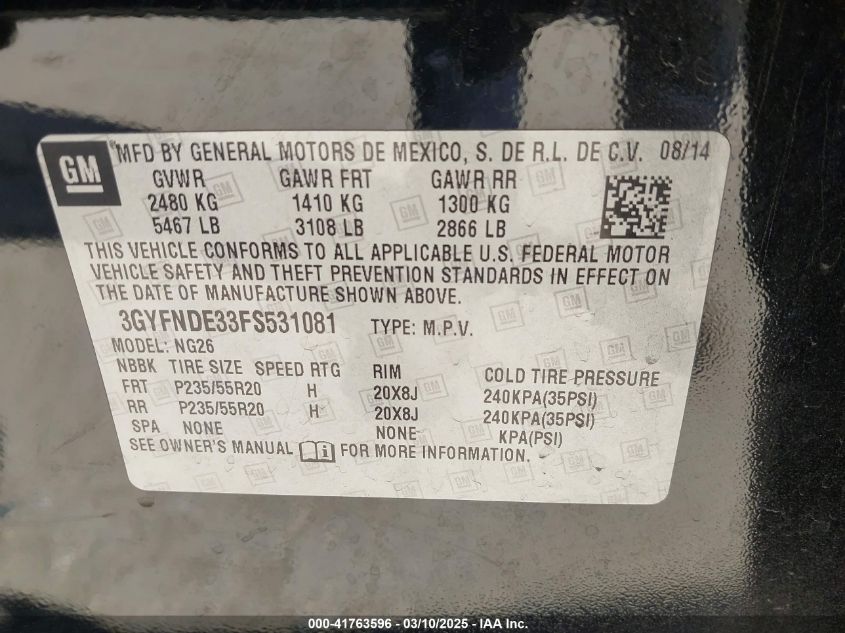 GM ®MFD BY GENERAL MOTORS DE MEXICO, S. DE R.L. DE C.V. 08/14
GVWR GAWR FRT GAWR RR
2480 KG 1410 KG 1300 KG
5467 LB 3108 LB 2866 LB
THIS VEHICLE CONFORMS TO ALL APPLICABLE U.S. FEDERAL MOTOR
VEHICLE SAFETY AND THEFT PREVENTION STANDARDS IN EFFECT ON
THE DATE OF MANUFACTURE SHOWN ABOVE.
3GYFNDE33FS531081 TYPE: M.P.V.
MODEL: NG26
NBBK TIRE SIZE SPEED RTG RIM COLD TIRE PRESSURE
FRT P235/55R20 H 20X8J 240KPA(35PSI)
RR P235/55R20 H 20X8J 240KPA(35PSI)
SPA NONE NONE KPA(PSI)
SEE OWNER'S MANUAL FOR MORE INFORMATION.
000-41763596 - 03/10/2025 - IAA Inc.